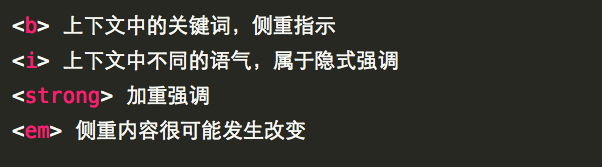 <b> 上下文中的关键词，侧重指示
<i> 上下文中不同的语气，属于隐式强调
<strong> 加重强调
<em> 侧重内容很可能发生改变